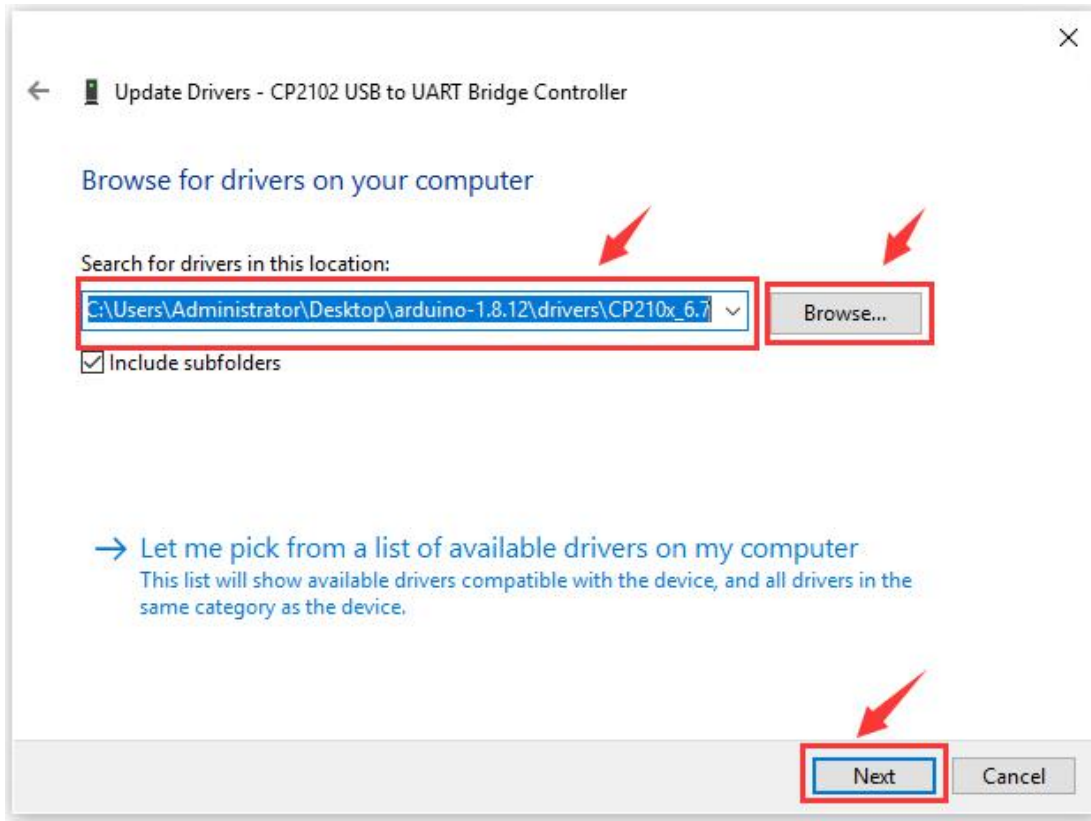 Update Drivers - CP2102 USB to UART Bridge Controller
Browse for drivers on your computer
Search for drivers in this location:
C:\Users\Administrator\Desktop\arduino-1.8.12\drivers\CP210x_6.7
Browse...
Include subfolders
Let me pick from a list of available drivers on my computer
This list will show available drivers compatible with the device, and all drivers in the
same category as the device.
Next
Cancel